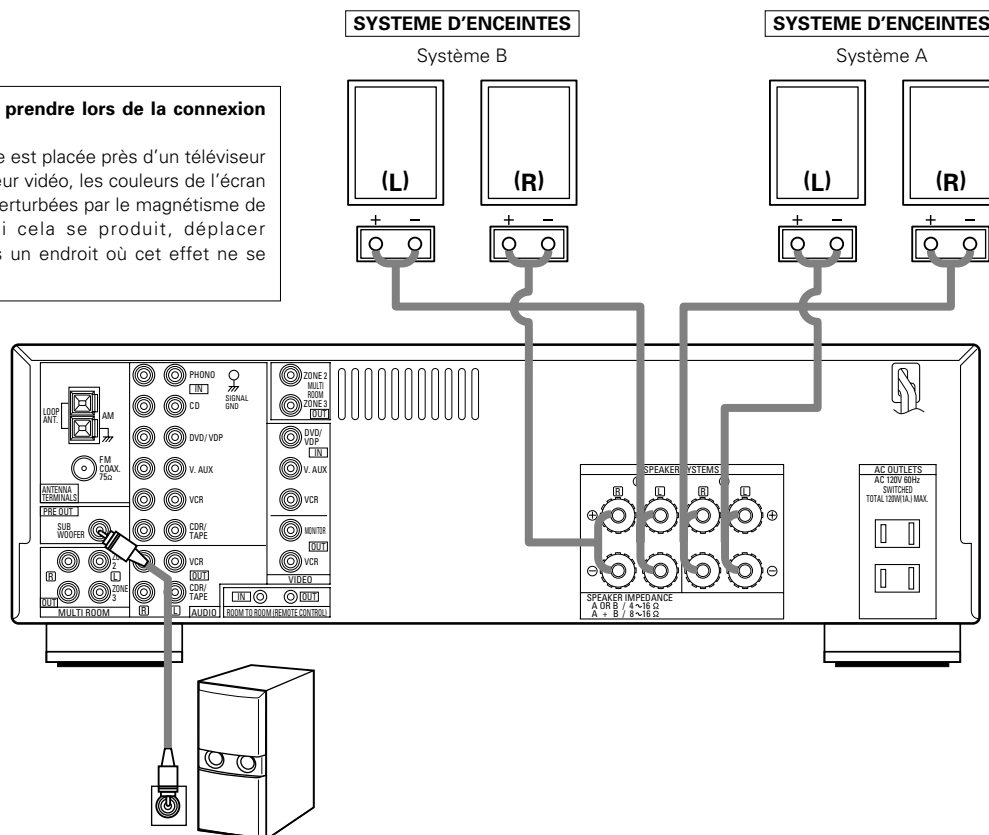 SYSTEME D'ENCEINTES
Système B
SYSTEME D'ENCEINTES
Système A
prendre lors de la connexion
e est placée près d'un téléviseur
eur vidéo, les couleurs de l'écran
erturbées par le magnétisme de
i cela se produit, déplacer
s un endroit où cet effet ne se
(L)
(R)
(L)
(R)
+ −
+ −
+ −
+ −
LOOP
ANT.
AM
FM
COAX.
75Ω
ANTENNA
TERMINALS
PRE OUT
SUB
WOOFER
ZO
2
R
L
ZONE
3
OUT
MULTI ROOM
PHONO
IN
CD
SIGNAL
GND
DVD/ VDP
V. AUX
VCR
CDR/
TAPE
VCR
OUT
CDR/
TAPE
R
L
AUDIO
ZONE 2
MULTI
ROOM
ZONE 3
OUT
DVD/
VDP
IN
V. AUX
VCR
MONITOR
OUT
VCR
VIDEO
IN
OUT
ROOM TO ROOM (REMOTE CONTROL)
SPEAKER SYSTEMS
R L R L
⊕ ⊕
⊖ ⊖
SPEAKER IMPEDANCE
A OR B / 4~16 Ω
A + B / 8~16 Ω
AC OUTLETS
AC 120V 60Hz
SWITCHED
TOTAL 120W(1A.) MAX.